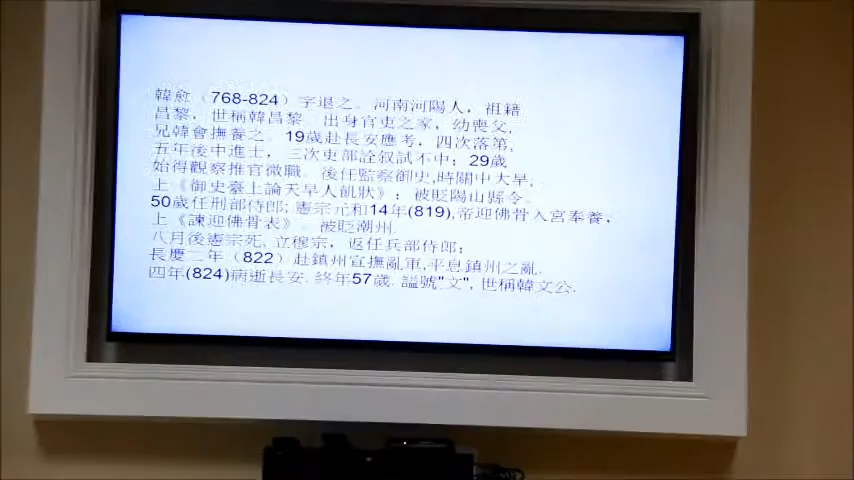 韓愈（768-824）字退之。河南河陽人，祖籍
昌黎，世稱韓昌黎。出身官吏之家，幼喪父，
兄韓會撫養之。19歲赴長安應考，四次落第，
五年後中進士，三次吏部詮叙試不中；29歲
始得觀察推官微職。後任監察御史,時關中大旱，
上《御史臺上論天旱人飢狀》；被貶陽山縣令。
50歲任刑部侍郎；憲宗元和14年(819),帝迎佛骨入宮奉養，
上《諫迎佛骨表》。被貶潮州.
八月後憲宗死, 立穆宗，返任兵部侍郎；
長慶二年（822）赴鎮州宣撫亂軍,平息鎮州之亂.
四年(824)病逝長安. 終年57歲. 謚號"文", 世稱韓文公.